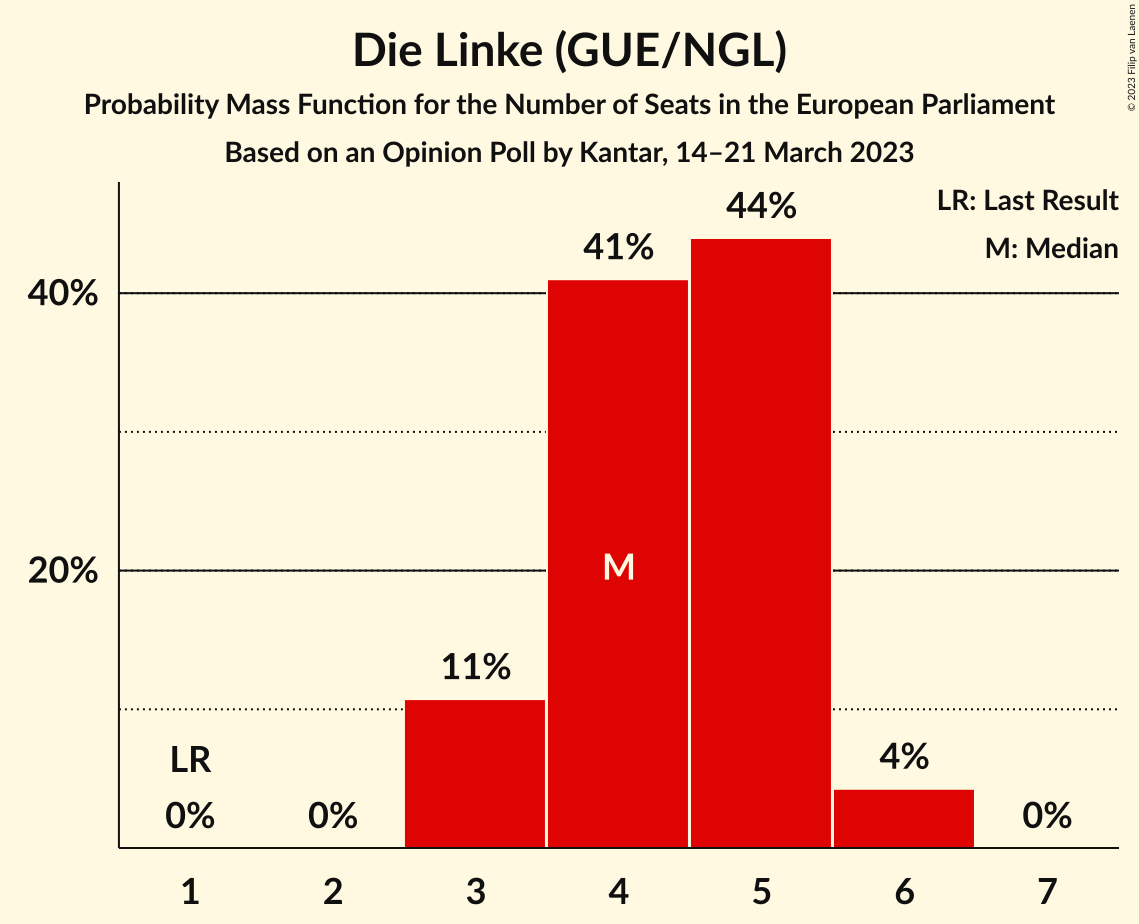 Die Linke (GUE/NGL)
Probability Mass Function for the Number of Seats in the European Parliament
Based on an Opinion Poll by Kantar, 14–21 March 2023
© 2023 Filip van Laenen
LR: Last Result
M: Median
44%
41%
40%
M
20%
11%
LR
4%
0%
0%
0%
1 2 3 4 5 6 7